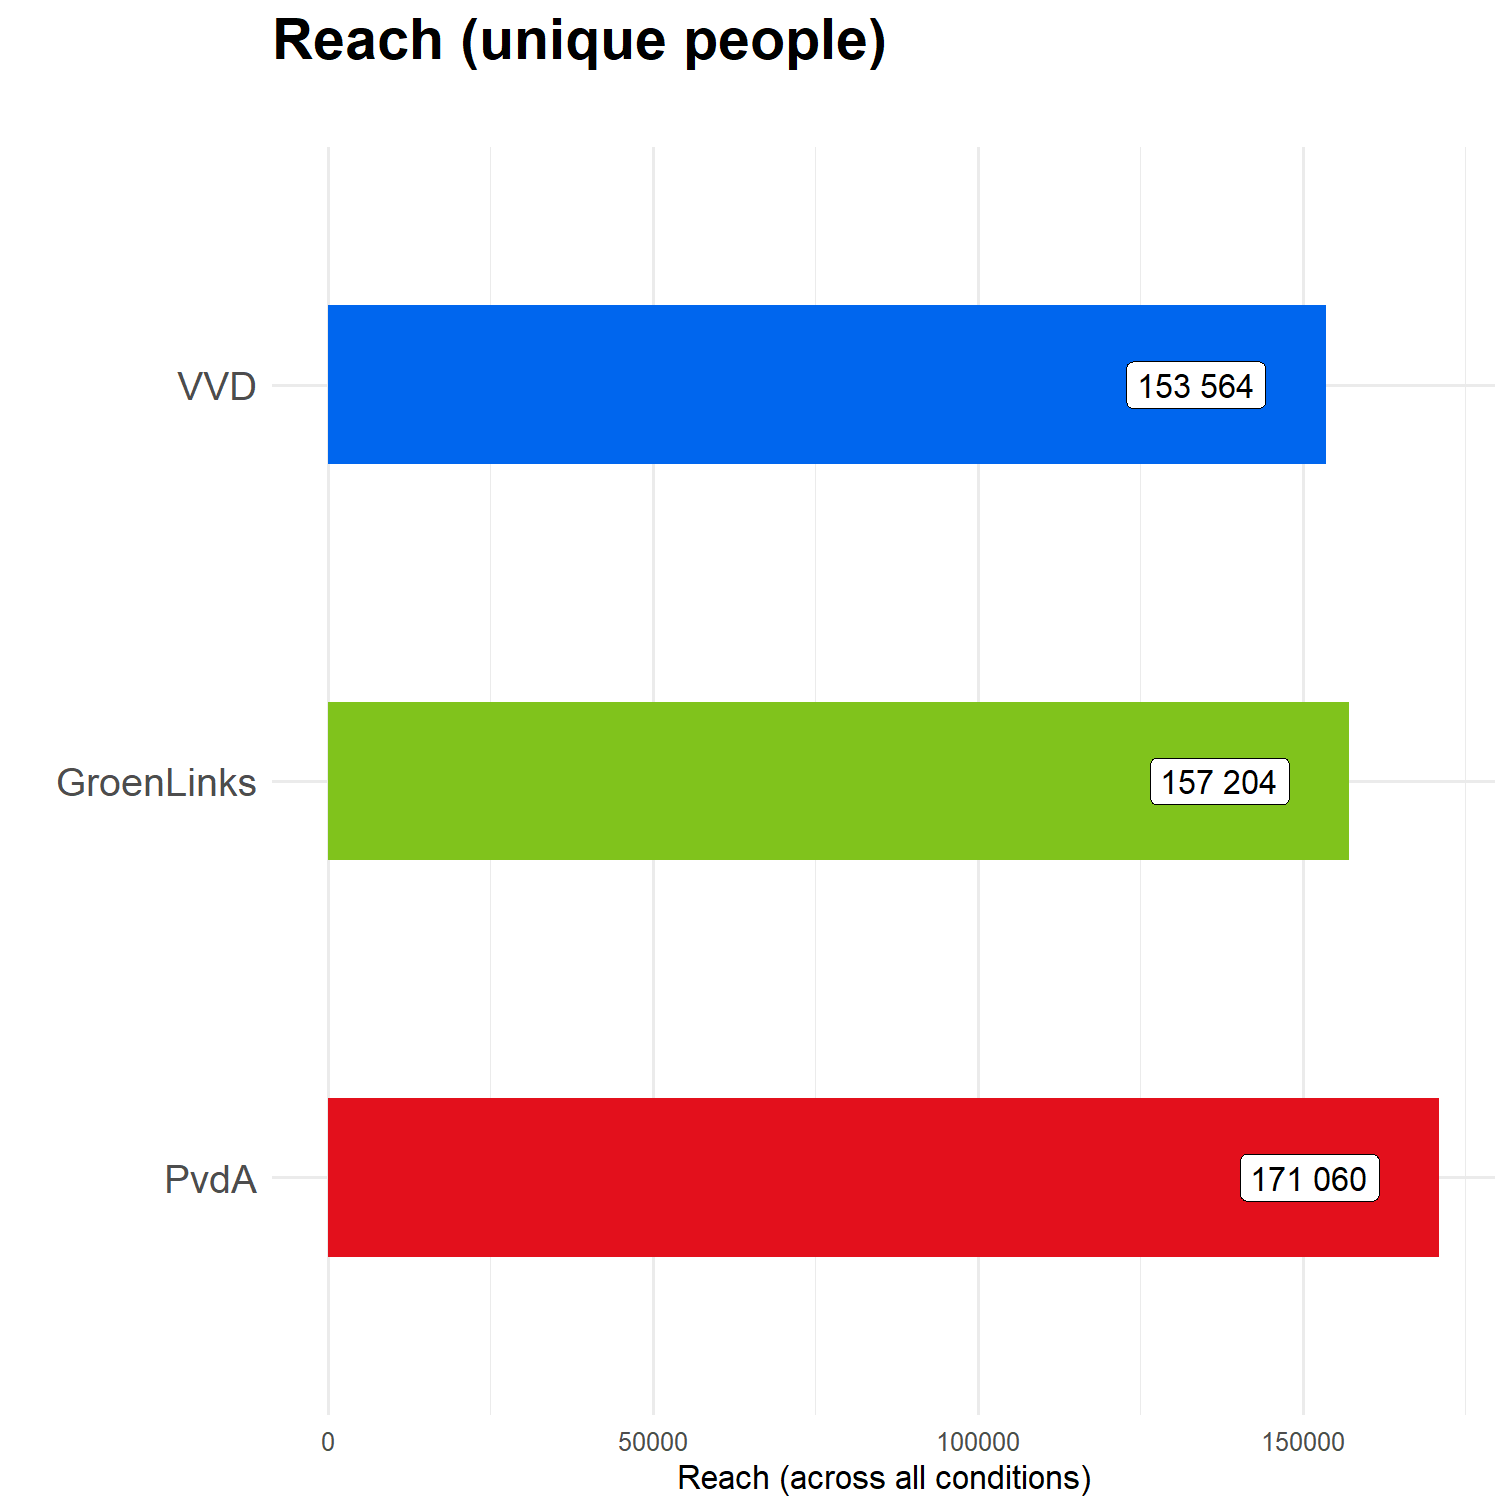 Reach (unique people)
VVD
153 564
GroenLinks
157 204
PvdA
171 060
0 50000 100000 150000
Reach (across all conditions)